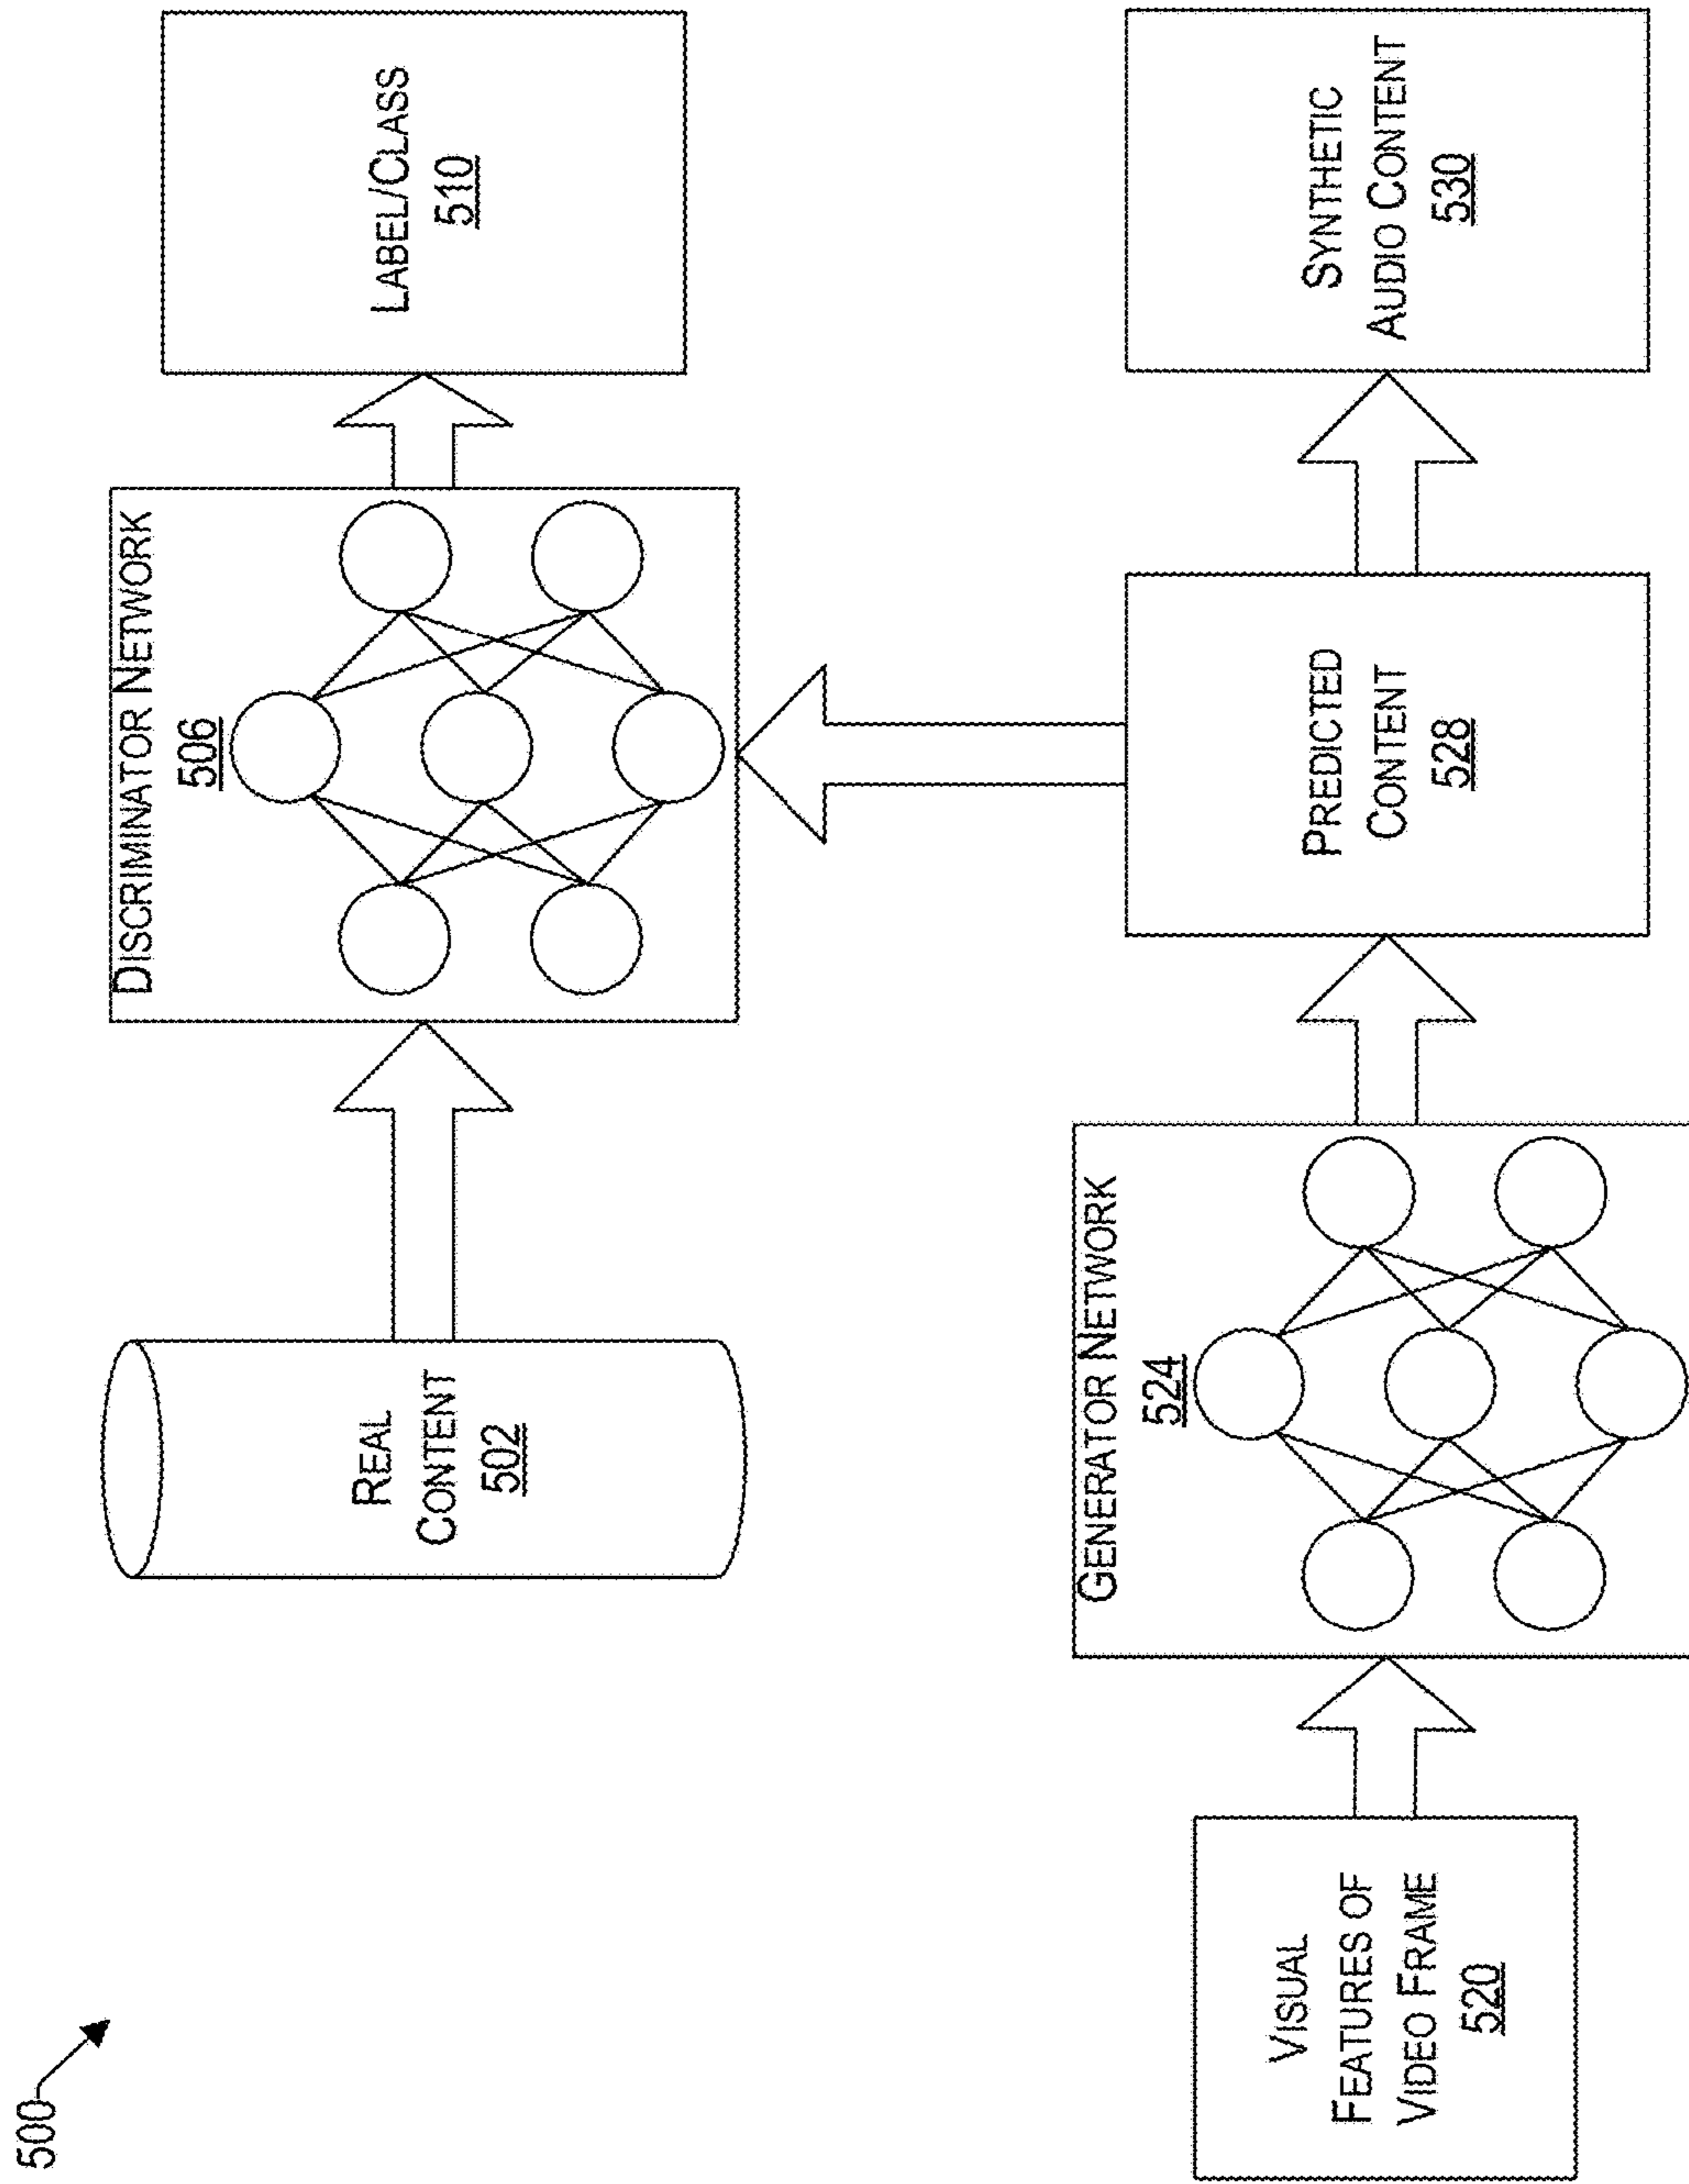 500
REAL
CONTENT
502
DISCRIMINATOR NETWORK
506
LABEL/CLASS
510
VISUAL
FEATURES OF
VIDEO FRAME
520
GENERATOR NETWORK
524
PREDICTED
CONTENT
528
SYNTHETIC
AUDIO CONTENT
530